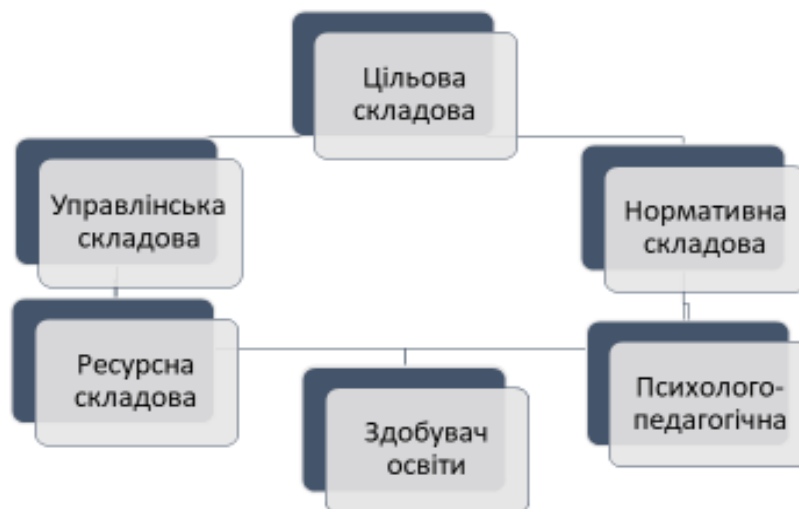 Цільова
складова
Управлінська
складова
Нормативна
складова
Ресурсна
складова
Здобувач
освіти
Психолого-
педагогічна